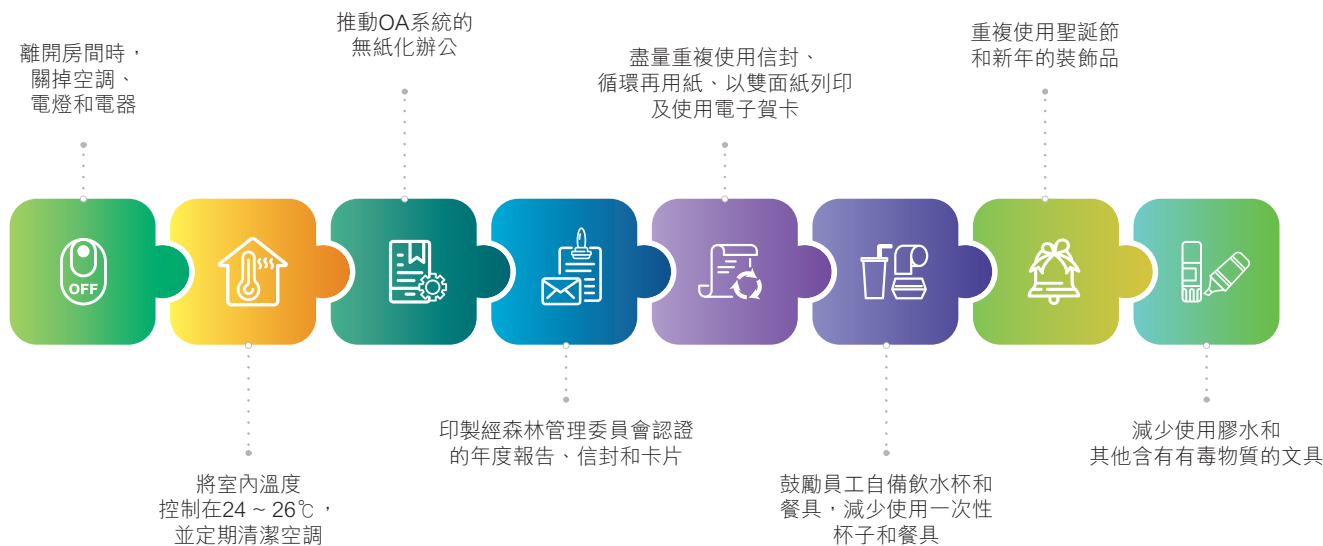 離開房間時，
關掉空調、
電燈和電器
OFF
將室內溫度
控制在24 ~ 26℃，
並定期清潔空調
推動OA系統的
無紙化辦公
印製經森林管理委員會認證
的年度報告、信封和卡片
盡量重複使用信封、
循環再用紙、以雙面紙列印
及使用電子賀卡
鼓勵員工自備飲水杯和
餐具，減少使用一次性
杯子和餐具
重複使用聖誕節
和新年的裝飾品
減少使用膠水和
其他含有有毒物質的文具